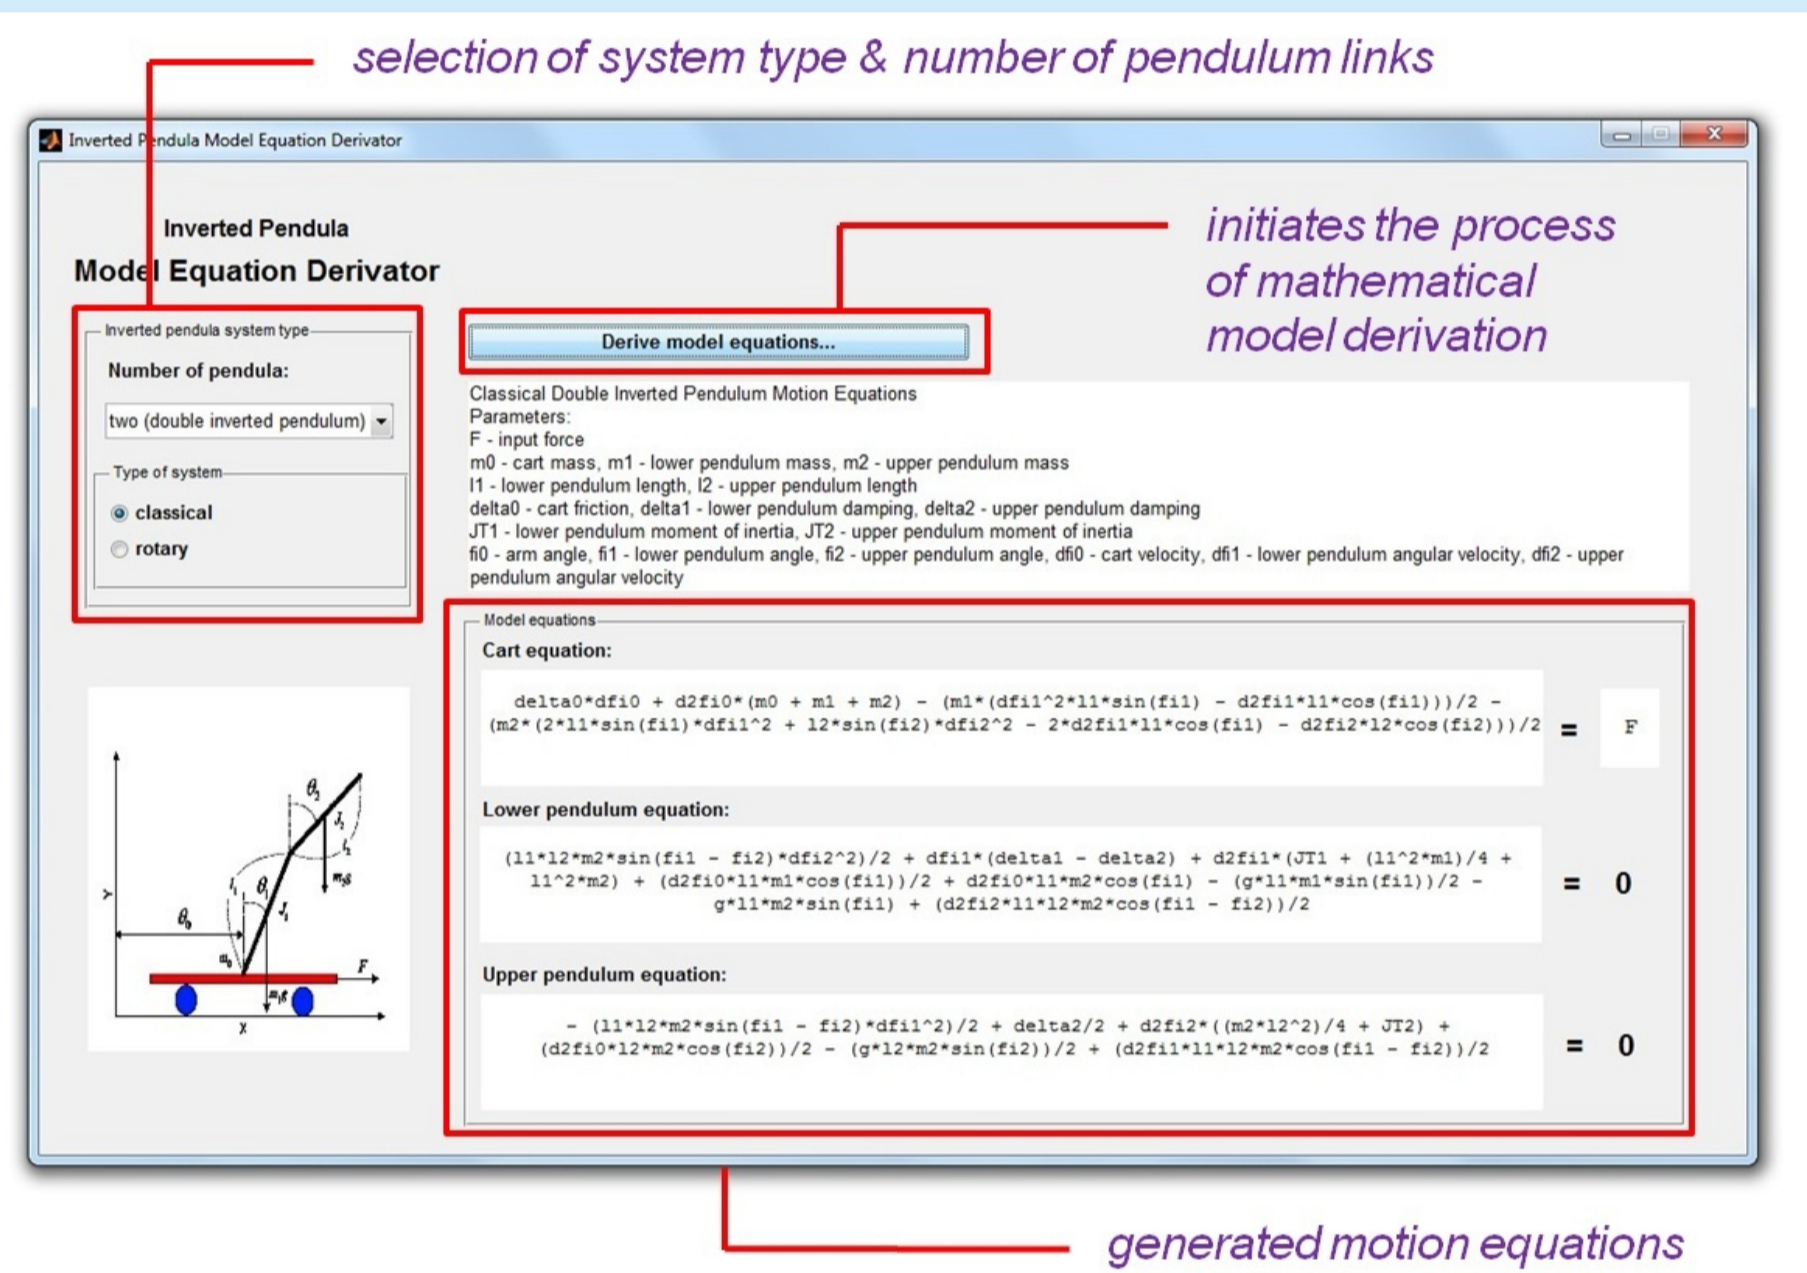 selection of system type & number of pendulum links
Inverted Pendula Model Equation Derivator
Inverted Pendula
Model Equation Derivator
initiates the process
of mathematical
model derivation
Inverted pendula system type
Number of pendula:
two (double inverted pendulum)
Type of system
classical
rotary
Derive model equations...
Classical Double Inverted Pendulum Motion Equations
Parameters:
F - input force
m0 - cart mass, m1 - lower pendulum mass, m2 - upper pendulum mass
l1 - lower pendulum length, l2 - upper pendulum length
delta0 - cart friction, delta1 - lower pendulum damping, delta2 - upper pendulum damping
JT1 - lower pendulum moment of inertia, JT2 - upper pendulum moment of inertia
fi0 - arm angle, fi1 - lower pendulum angle, fi2 - upper pendulum angle, dfi0 - cart velocity, dfi1 - lower pendulum angular velocity, dfi2 - upper
pendulum angular velocity
Model equations
Cart equation:
delta0*dfi0 + d2fi0*(m0 + m1 + m2) - (m1*(dfi1^2*l1*sin(fi1) - d2fi1*l1*cos(fi1)))/2 -
(m2*(2*l1*sin(fi1)*dfi1^2 + l2*sin(fi2)*dfi2^2 - 2*d2fi1*l1*cos(fi1) - d2fi2*l2*cos(fi2)))/2 = F
Lower pendulum equation:
(l1*l2*m2*sin(fi1 - fi2)*dfi2^2)/2 + dfi1*(delta1 - delta2) + d2fi1*(JT1 + (l1^2*m1)/4 +
l1^2*m2) + (d2fi0*l1*m1*cos(fi1))/2 + d2fi0*l1*m2*cos(fi1) - (g*l1*m1*sin(fi1))/2 - = 0
g*l1*m2*sin(fi1) + (d2fi2*l1*l2*m2*cos(fi1 - fi2))/2
Upper pendulum equation:
- (l1*l2*m2*sin(fi1 - fi2)*dfi1^2)/2 + delta2/2 + d2fi2*((m2*l2^2)/4 + JT2) +
(d2fi0*l2*m2*cos(fi2))/2 - (g*l2*m2*sin(fi2))/2 + (d2fi1*l1*l2*m2*cos(fi1 - fi2))/2 = 0
θ2
J2
l2
m2g
l1
θ1
J1
Y
θ0
m0
F
m1g
X
generated motion equations